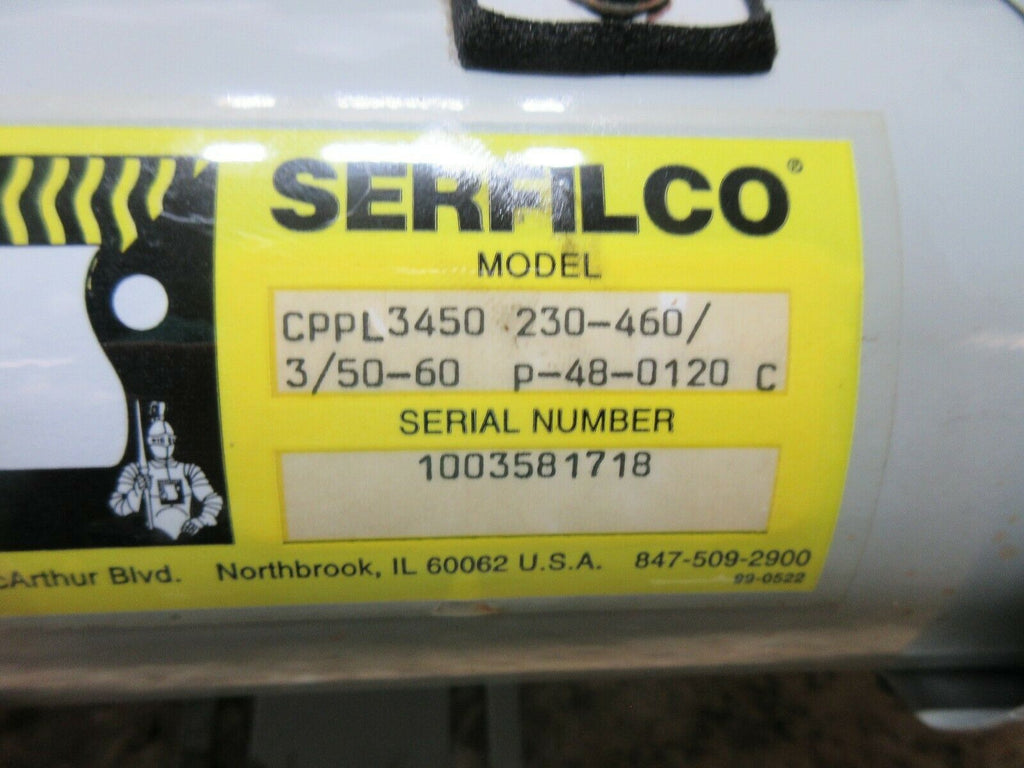 SERFILCO®
MODEL
CPPL3450 230-460/
3/50-60 p-48-0120 C
SERIAL NUMBER
1003581718
cArthur Blvd. Northbrook, IL 60062 U.S.A. 847-509-2900
99-0522